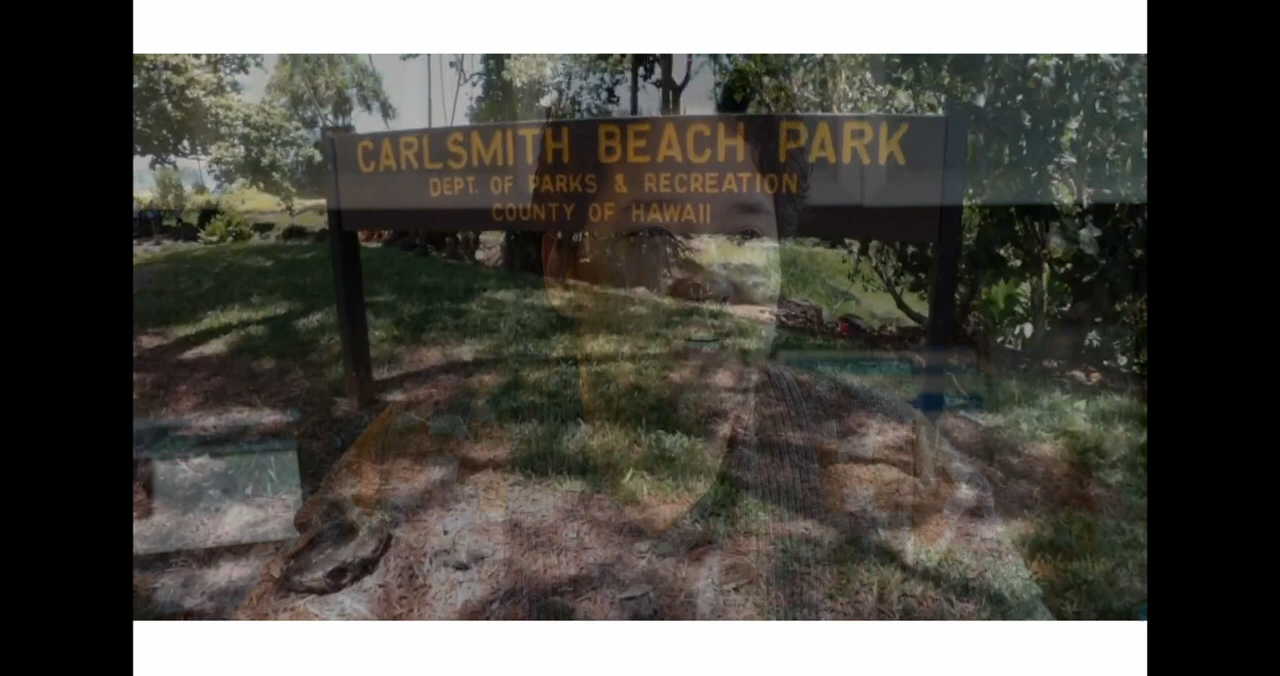 CARLSMITH BEACH PARK
DEPT. OF PARKS & RECREATION
COUNTY OF HAWAII